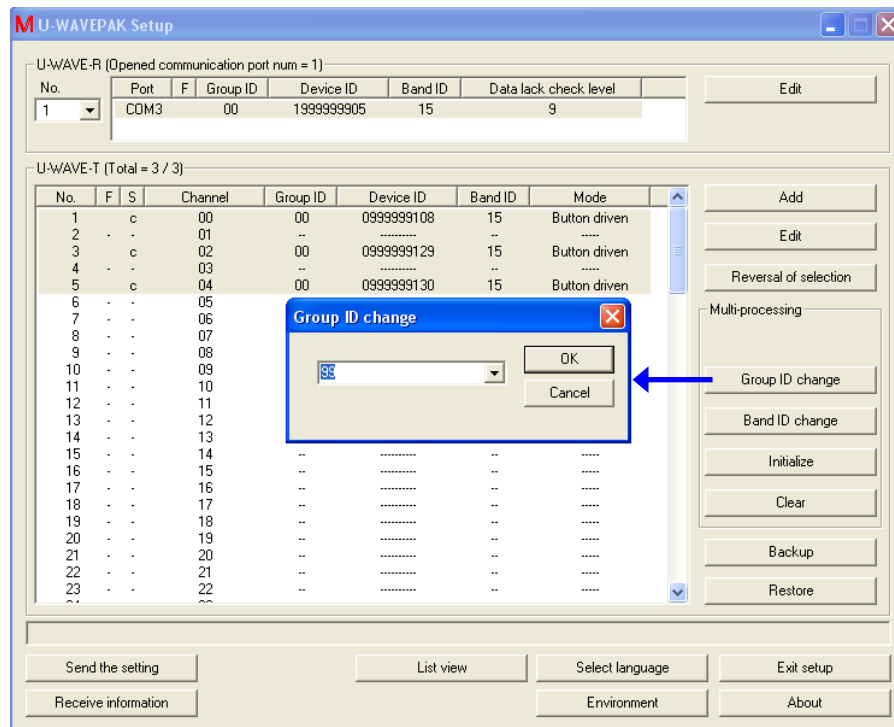 M U-WAVEPAK Setup
U-WAVE-R (Opened communication port num = 1)
No. Port F Group ID Device ID Band ID Data lack check level Edit
1 COM3 00 1999999905 15 9
U-WAVE-T (Total = 3 / 3)
No. F S Channel Group ID Device ID Band ID Mode Add
1 c 00 00 0999999108 15 Button driven
2 - - 01 -- ---------- -- -----
Edit
3 c 02 00 0999999129 15 Button driven
4 - - 03 -- ---------- -- -----
Reversal of selection
5 c 04 00 0999999130 15 Button driven
6 - - 05
Multi-processing
7 - - 06
Group ID change
8 - - 07
9 - - 08
OK
10 - - 09
99
Group ID change
11 - - 10
Cancel
12 - - 11
13 - - 12
Band ID change
14 - - 13
15 - - 14 -- ---------- -- -----
16 - - 15 -- ---------- -- -----
Initialize
17 - - 16 -- ---------- -- -----
18 - - 17 -- ---------- -- -----
Clear
19 - - 18 -- ---------- -- -----
20 - - 19 -- ---------- -- -----
21 - - 20 -- ---------- -- -----
Backup
22 - - 21 -- ---------- -- -----
23 - - 22 -- ---------- -- -----
Restore
Send the setting List view Select language Exit setup
Receive information Environment About